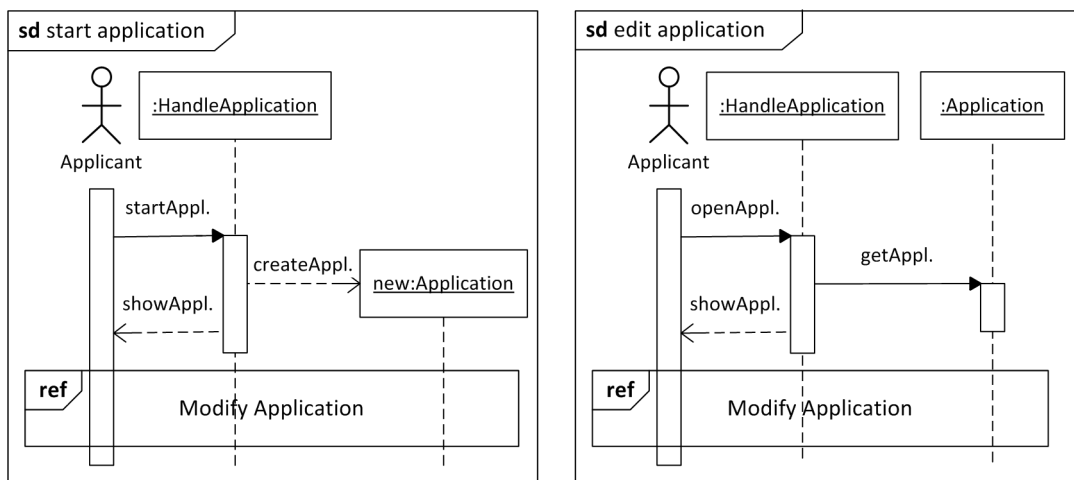 sd start application
:HandleApplication
Applicant
startAppl.
createAppl.
new:Application
showAppl.
ref
Modify Application
sd edit application
:HandleApplication
:Application
Applicant
openAppl.
getAppl.
showAppl.
ref
Modify Application